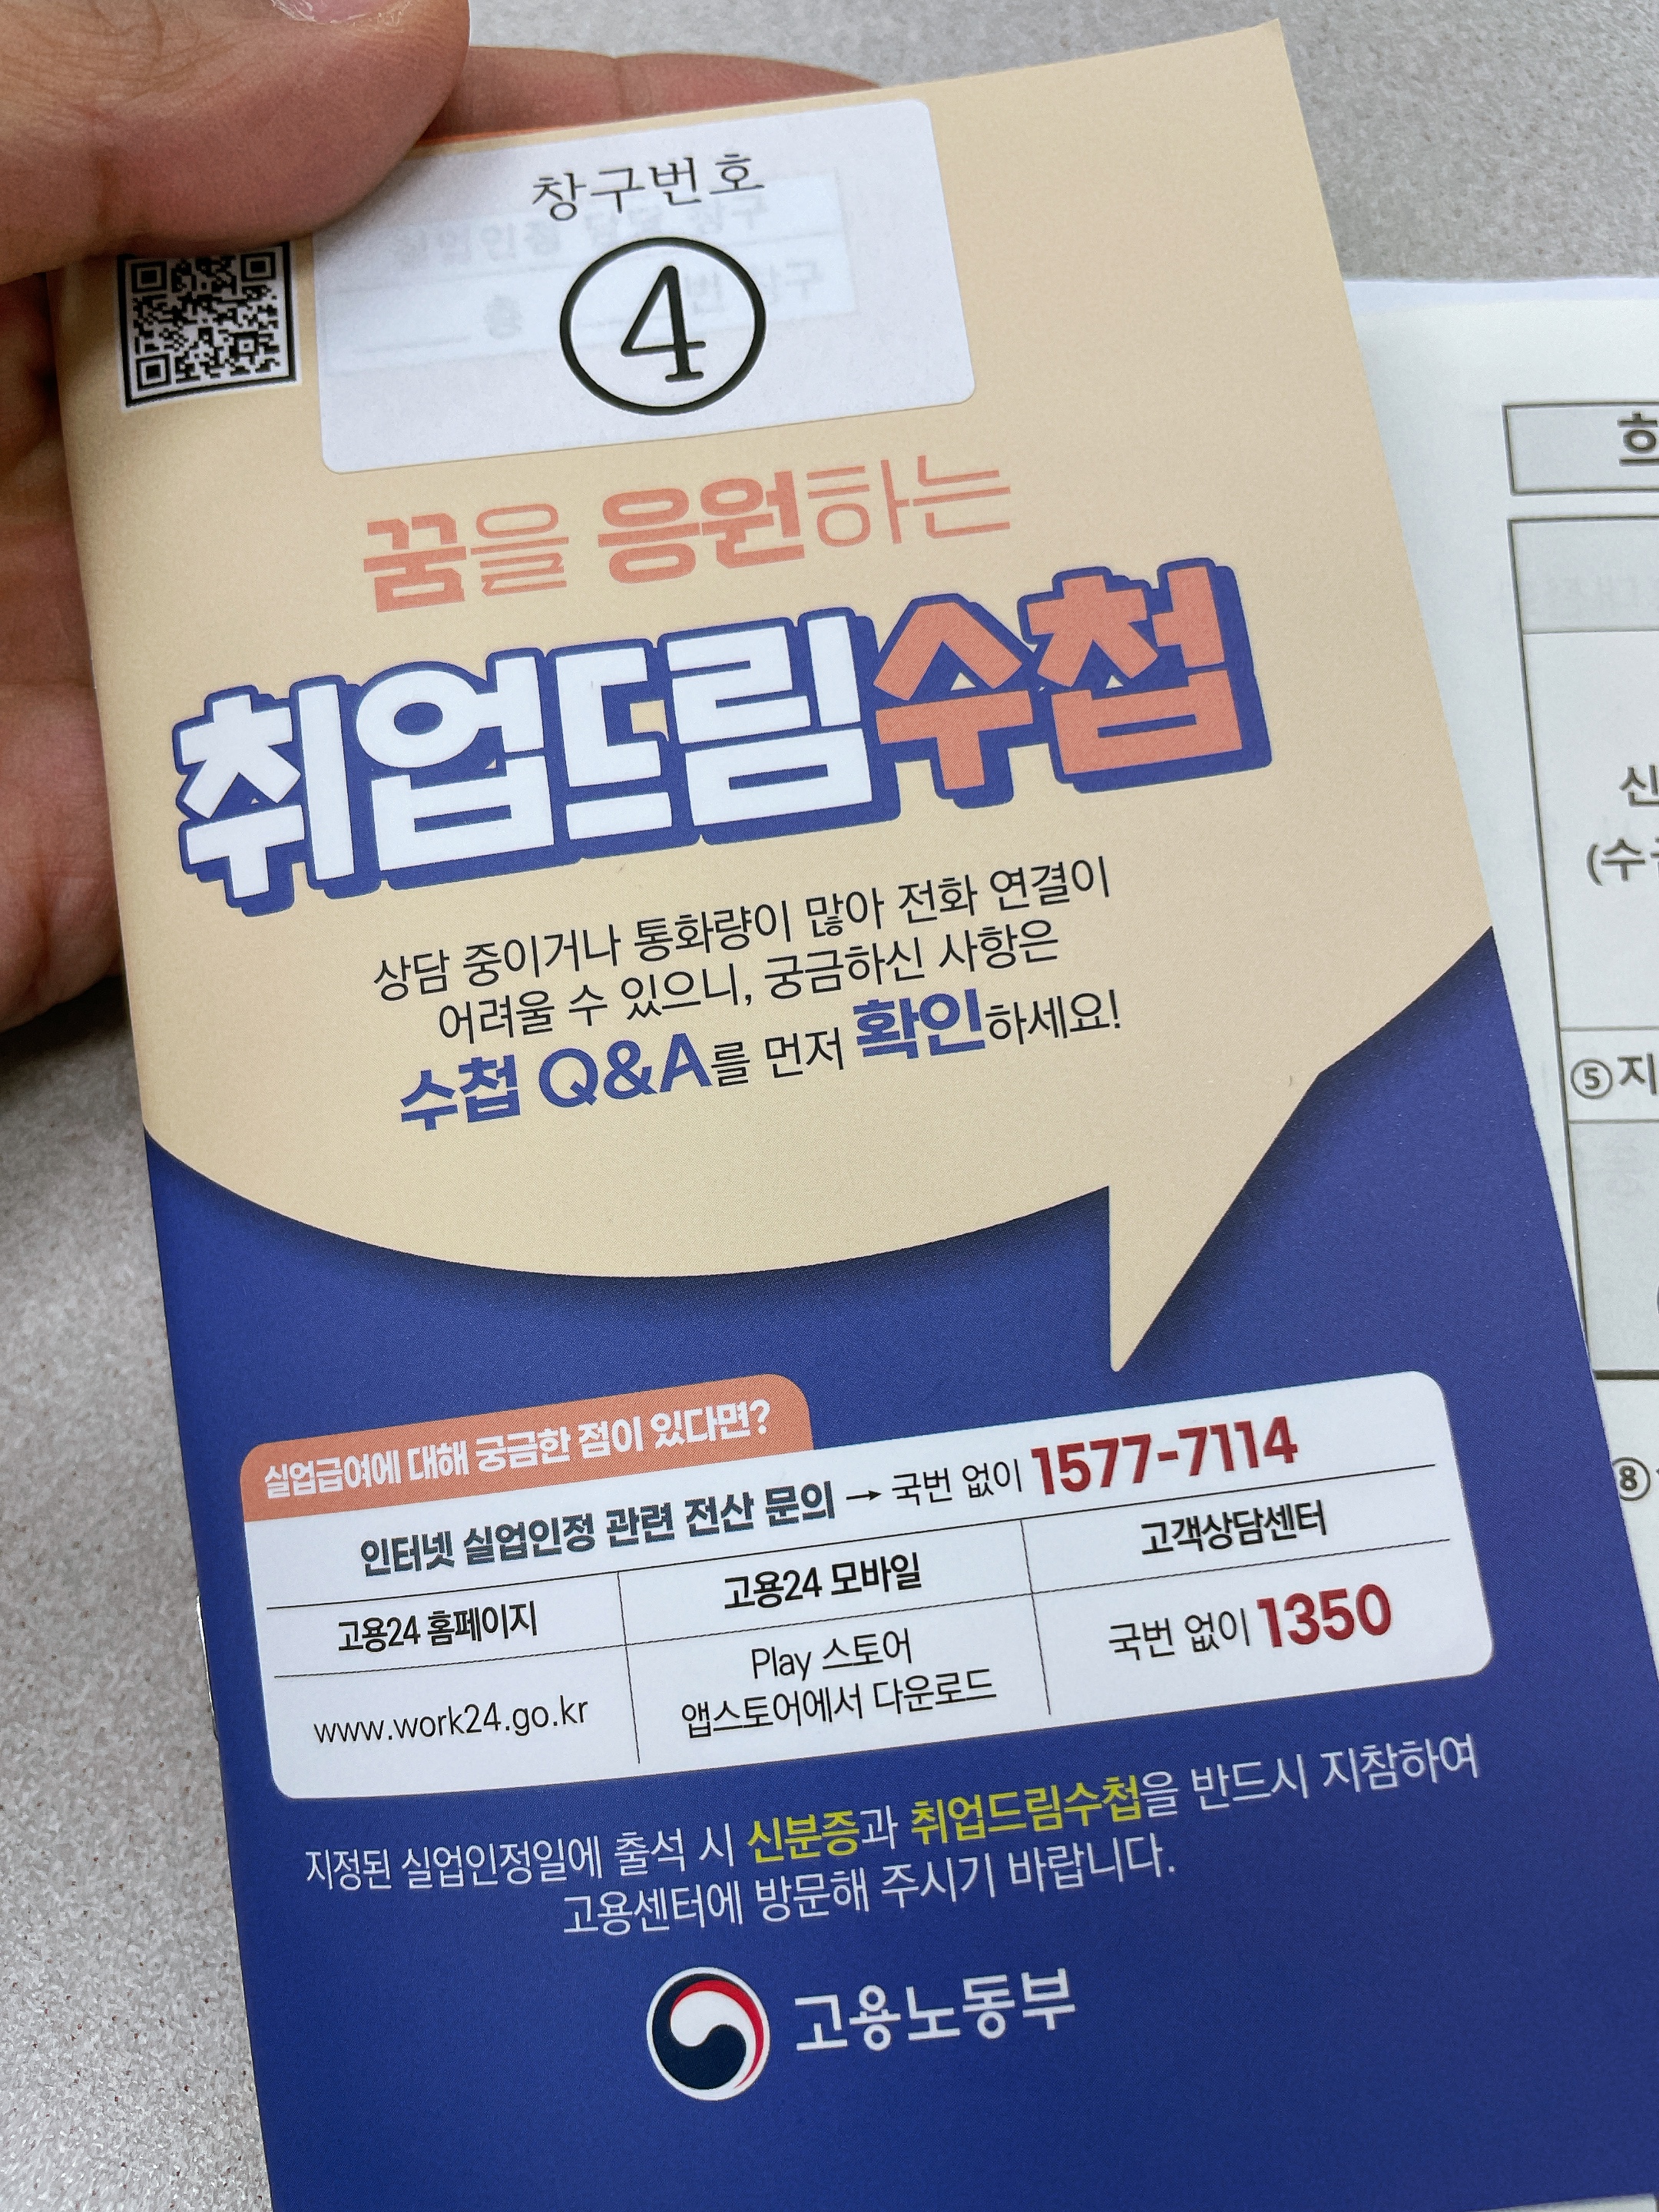 창구번호
④
꿈을 응원하는
취업드림수첩
상담 중이거나 통화량이 많아 전화 연결이
어려울 수 있으니, 궁금하신 사항은
수첩 Q&A를 먼저 확인하세요!
실업급여에 대해 궁금한 점이 있다면?
인터넷 실업인정 관련 전산 문의 → 국번 없이 1577-7114
고용24 홈페이지
고용24 모바일
고객상담센터
www.work24.go.kr
Play 스토어
앱스토어에서 다운로드
국번 없이 1350
지정된 실업인정일에 출석 시 신분증과 취업드림수첩을 반드시 지참하여
고용센터에 방문해 주시기 바랍니다.
고용노동부
신
⑤지
⑧